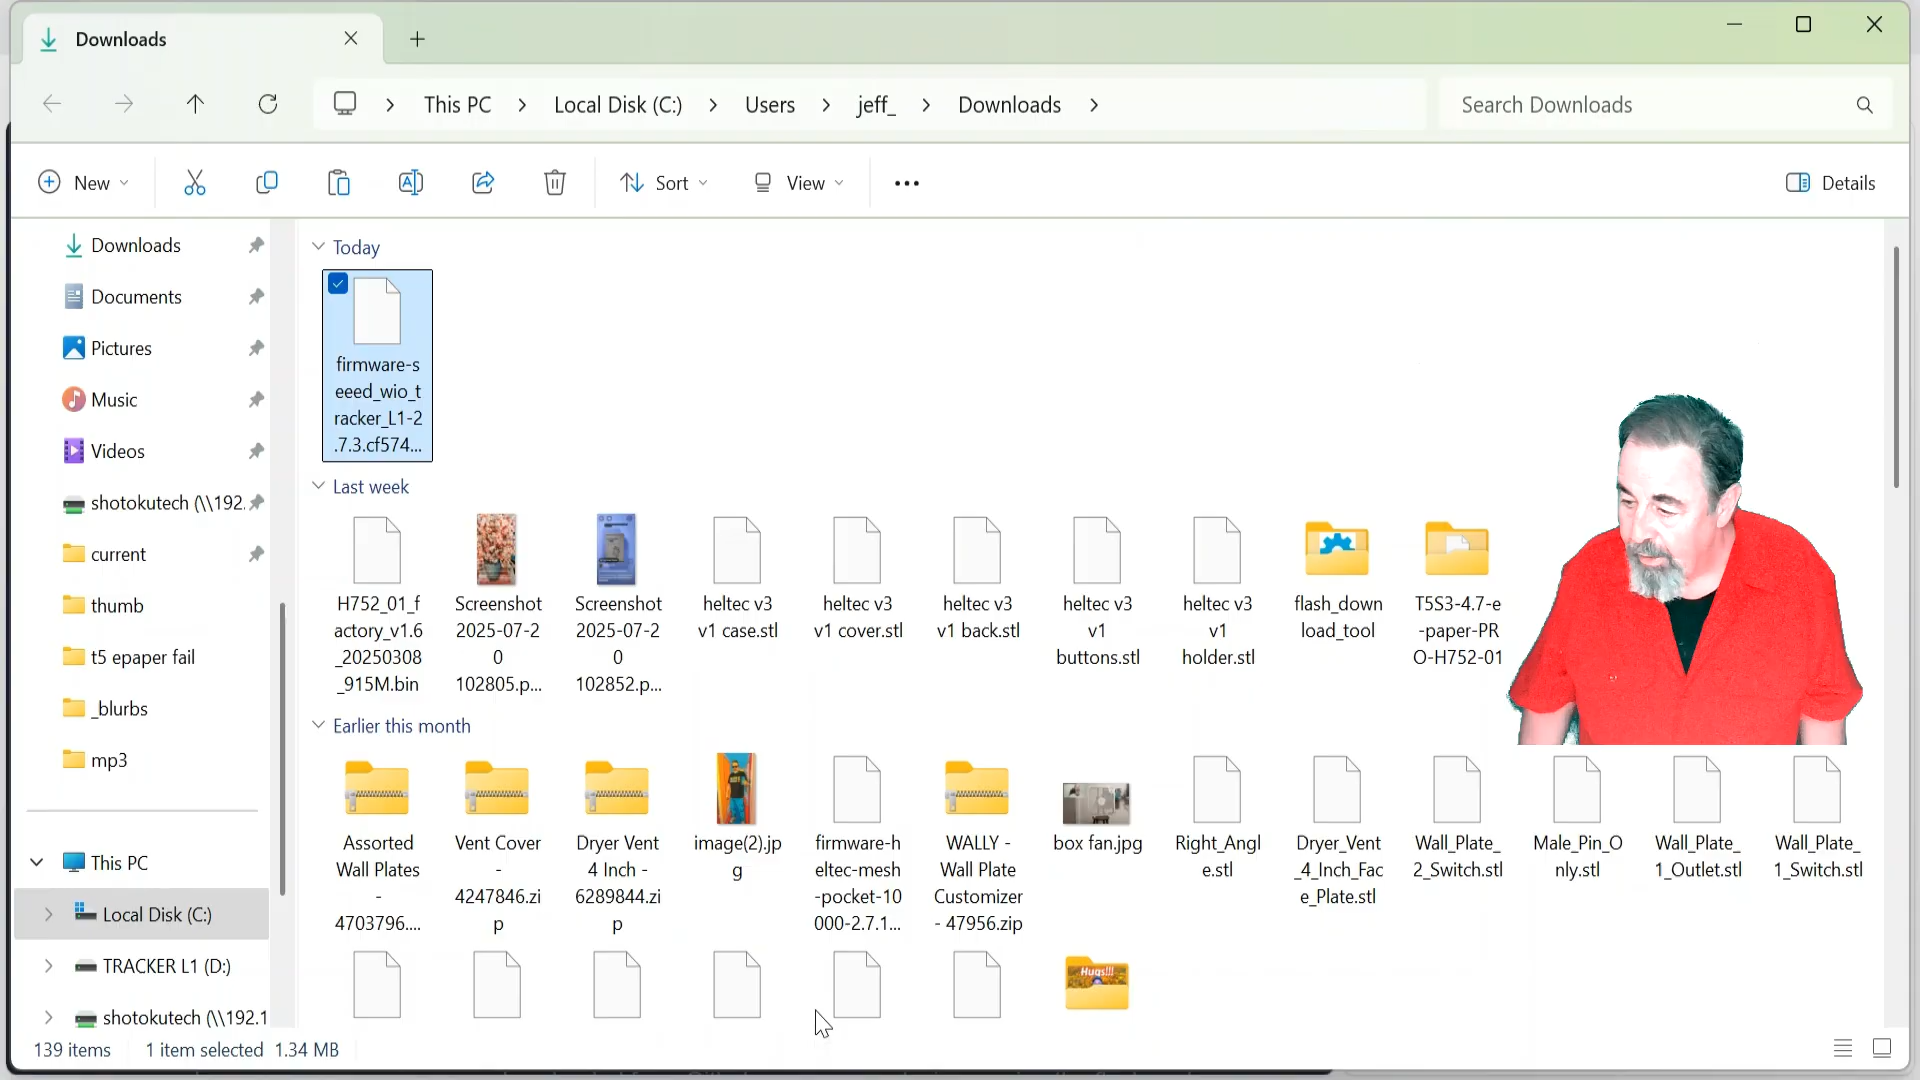 Downloads
This PC
Local Disk (C:)
Users
jeff_
Downloads
Search Downloads
New
Sort
View
Details
Downloads
Documents
Pictures
Music
Videos
shotokutech (\\192.
current
thumb
t5 epaper fail
_blurbs
mp3
This PC
Local Disk (C:)
TRACKER L1 (D:)
shotokutech (\\192.1
Today
firmware-s
eeed_wio_t
racker_L1-2
.7.3.cf574...
Last week
H752_01_f
actory_v1.6
_20250308
_915M.bin
Screenshot
2025-07-2
0
102805.p...
Screenshot
2025-07-2
0
102852.p...
heltec v3
v1 case.stl
heltec v3
v1 cover.stl
heltec v3
v1 back.stl
heltec v3
v1
buttons.stl
heltec v3
v1
holder.stl
flash_down
load_tool
T5S3-4.7-e
-paper-PR
O-H752-01
Earlier this month
Assorted
Wall Plates
-
4703796....
Vent Cover
-
4247846.zi
p
Dryer Vent
4 Inch -
6289844.zi
p
image(2).jp
g
firmware-h
eltec-mesh
-pocket-10
000-2.7.1...
WALLY -
Wall Plate
Customizer
- 47956.zip
box fan.jpg
Right_Angl
e.stl
Dryer_Vent
_4_Inch_Fac
e_Plate.stl
Wall_Plate_
2_Switch.stl
Male_Pin_O
nly.stl
Wall_Plate_
1_Outlet.stl
Wall_Plate_
1_Switch.stl
Hugs!!!
139 items
1 item selected 1.34 MB